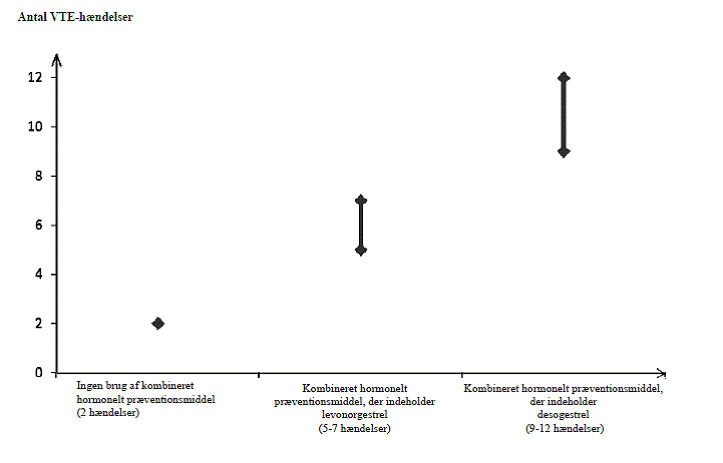 Antal VTE-hændelser
12
10
8
6
4
2
0
Ingen brug af kombineret
hormonelt præventionsmiddel
(2 hændelser)
Kombineret hormonelt
præventionsmiddel, der indeholder
levonorgestrel
(5-7 hændelser)
Kombineret hormonelt præventionsmiddel,
der indeholder
desogestrel
(9-12 hændelser)